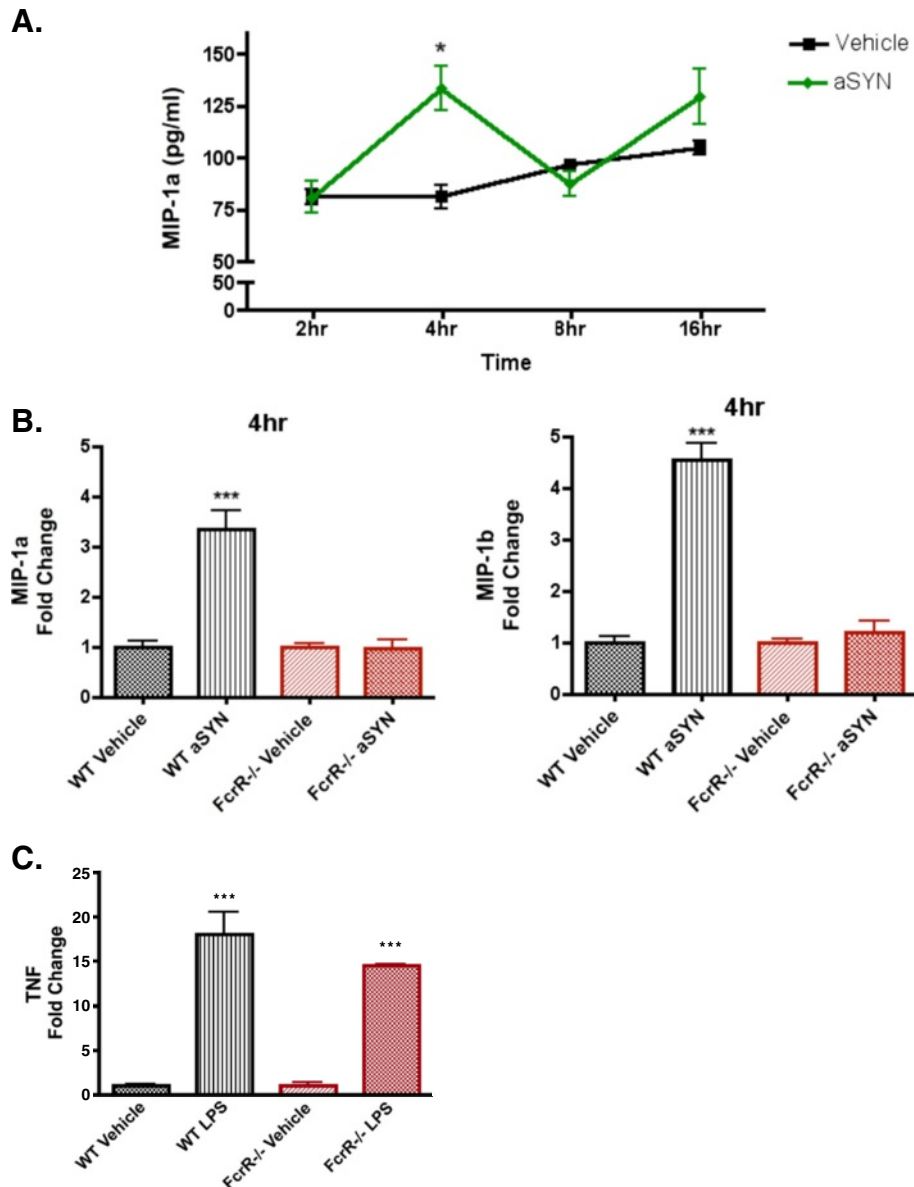 A.
*
Vehicle
aSYN
150
125
100
75
50
50
0
MIP-1a (pg/ml)
2hr 4hr 8hr 16hr
Time
B.
4hr
***
5
4
3
2
1
0
MIP-1a
Fold Change
WT Vehicle
WT aSYN
FcrR-/- Vehicle
FcrR-/- aSYN
4hr
***
5
4
3
2
1
0
MIP-1b
Fold Change
WT Vehicle
WT aSYN
FcrR-/- Vehicle
FcrR-/- aSYN
C.
25
20
15
10
5
0
***
***
TNF
Fold Change
WT Vehicle
WT LPS
FcrR-/- Vehicle
FcrR-/- LPS